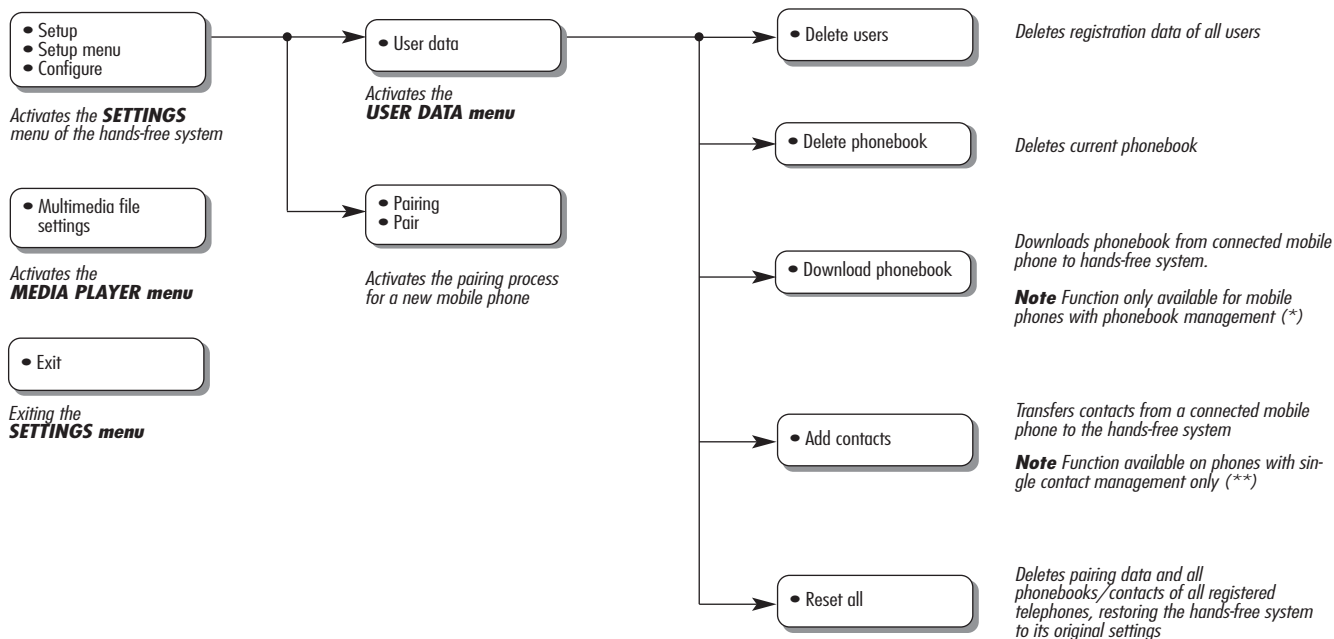 • Setup
• Setup menu
• Configure
Activates the SETTINGS
menu of the hands-free system
• Multimedia file
settings
Activates the
MEDIA PLAYER menu
• Exit
Exiting the
SETTINGS menu
• User data
Activates the
USER DATA menu
• Pairing
• Pair
Activates the pairing process
for a new mobile phone
• Delete users
Deletes registration data of all users
• Delete phonebook
Deletes current phonebook
• Download phonebook
Downloads phonebook from connected mobile
phone to hands-free system.
Note Function only available for mobile
phones with phonebook management (*)
• Add contacts
Transfers contacts from a connected mobile
phone to the hands-free system
Note Function available on phones with sin-
gle contact management only (**)
• Reset all
Deletes pairing data and all
phonebooks/contacts of all registered
telephones, restoring the hands-free system
to its original settings